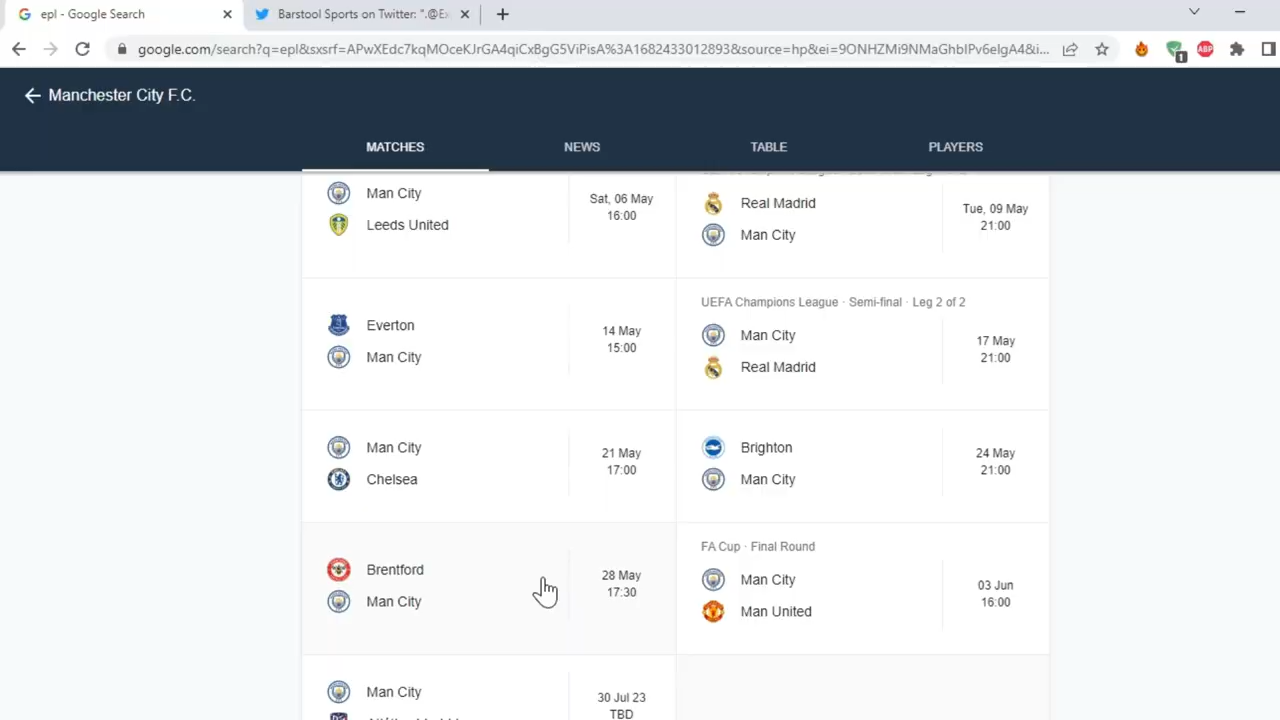 epl - Google Search
Barstool Sports on Twitter: ".@Ex
google.com/search?q=epl&sxsrf=APwXEdc7kqMOceKJrGA4qiCxBgG5ViPisA%3A1682433012893&source=hp&ei=9ONHZMi9NMaGhbIPv6elgA4&i...
1
ABP
Manchester City F.C.
MATCHES
NEWS
TABLE
PLAYERS
Man City
Leeds United
Sat, 06 May
16:00
Real Madrid
Man City
Tue, 09 May
21:00
Everton
Man City
14 May
15:00
UEFA Champions League · Semi-final · Leg 2 of 2
Man City
Real Madrid
17 May
21:00
Man City
Chelsea
21 May
17:00
Brighton
Man City
24 May
21:00
Brentford
Man City
28 May
17:30
FA Cup · Final Round
Man City
Man United
03 Jun
16:00
Man City
30 Jul 23
TBD